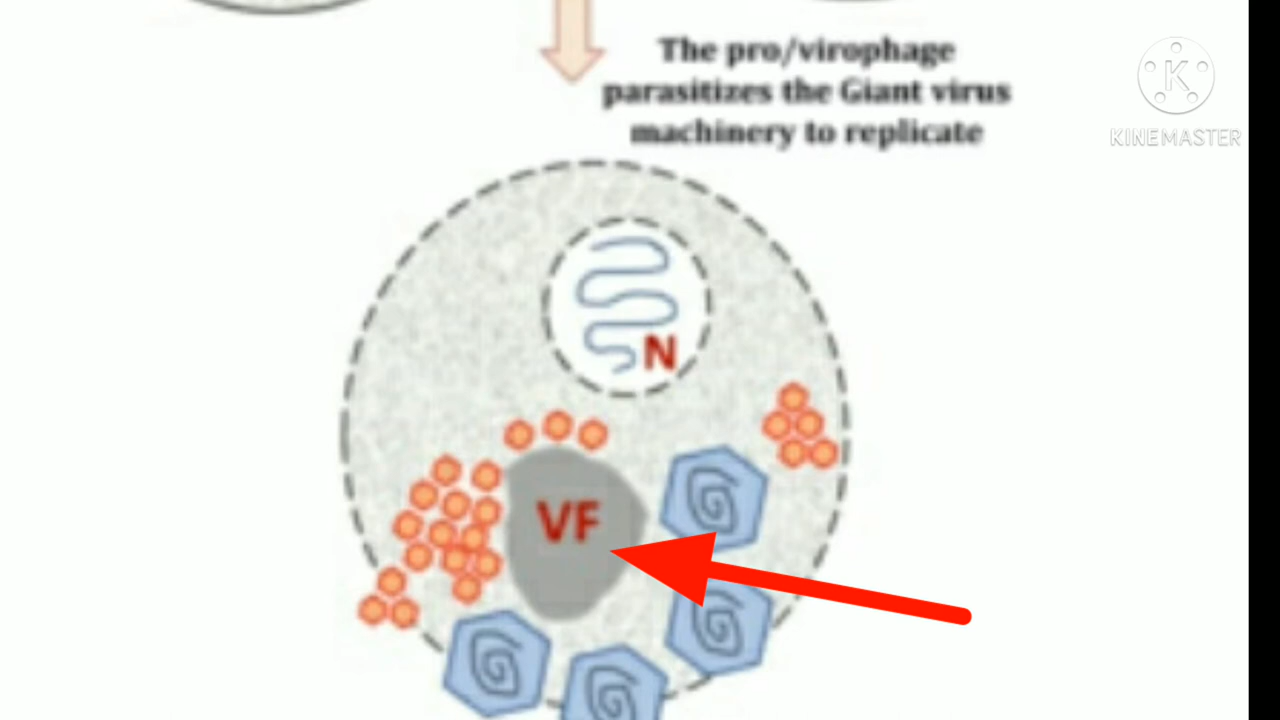 The pro/virophage
parasitizes the Giant virus
machinery to replicate
K
KINEMASTER
N
VF